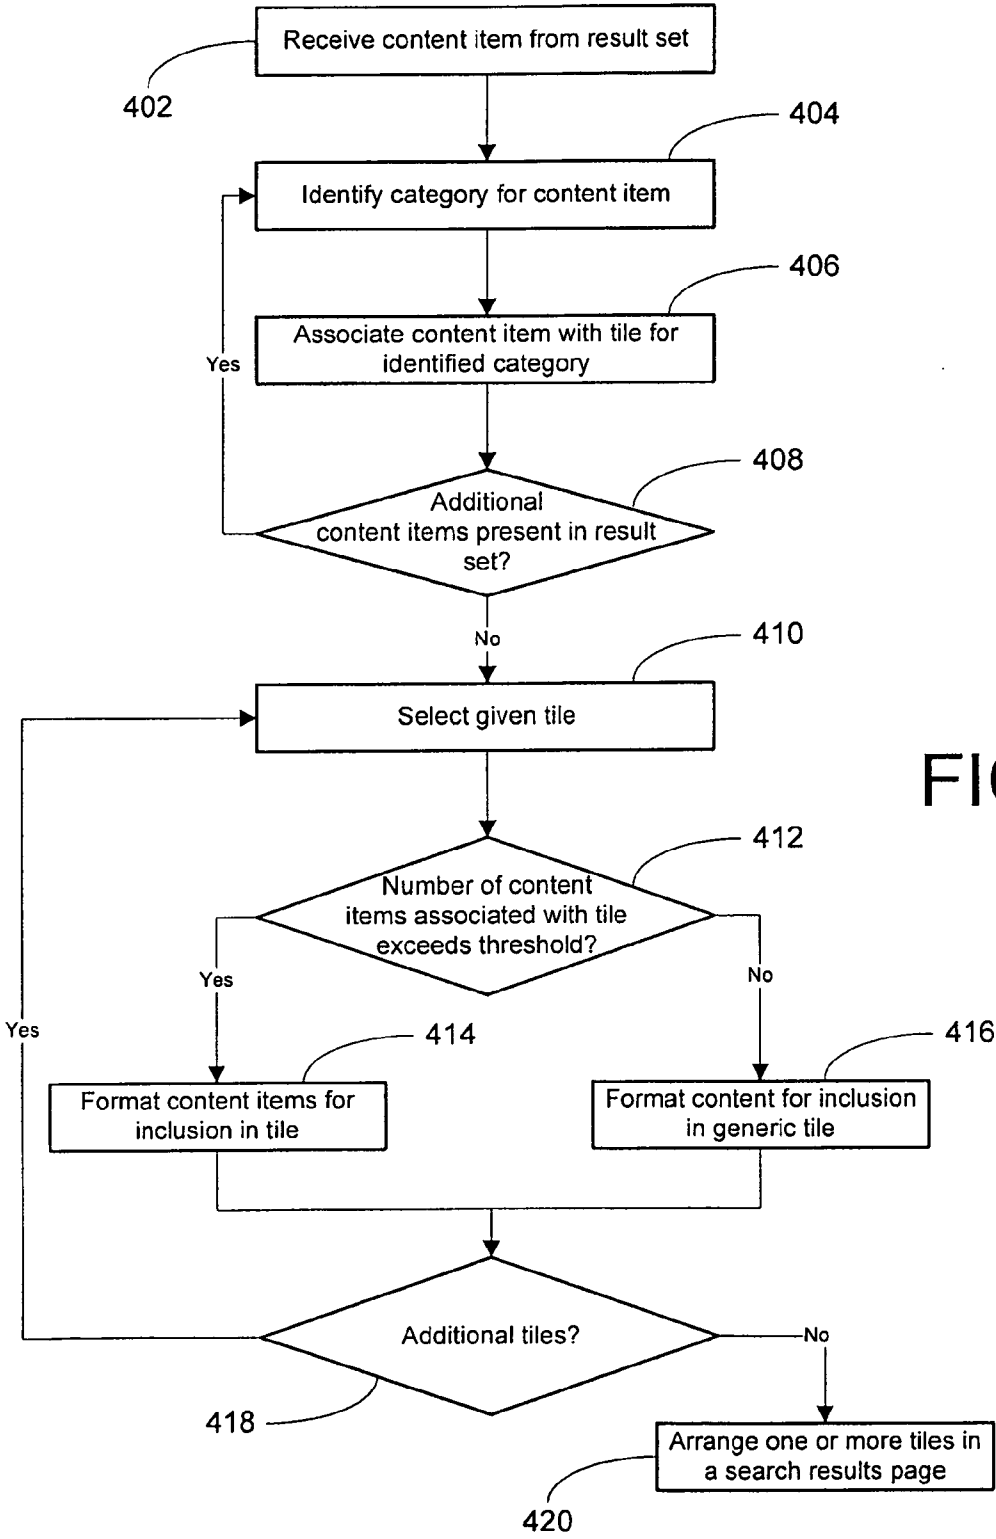 Receive content item from result set
402
404
Identify category for content item
406
Associate content item with tile for
identified category
Yes
408
Additional
content items present in result
set?
No
410
Select given tile
412
Number of content
items associated with tile
exceeds threshold?
Yes
No
Yes
414
416
Format content items for
inclusion in tile
Format content for inclusion
in generic tile
Additional tiles?
No
418
Arrange one or more tiles in
a search results page
420